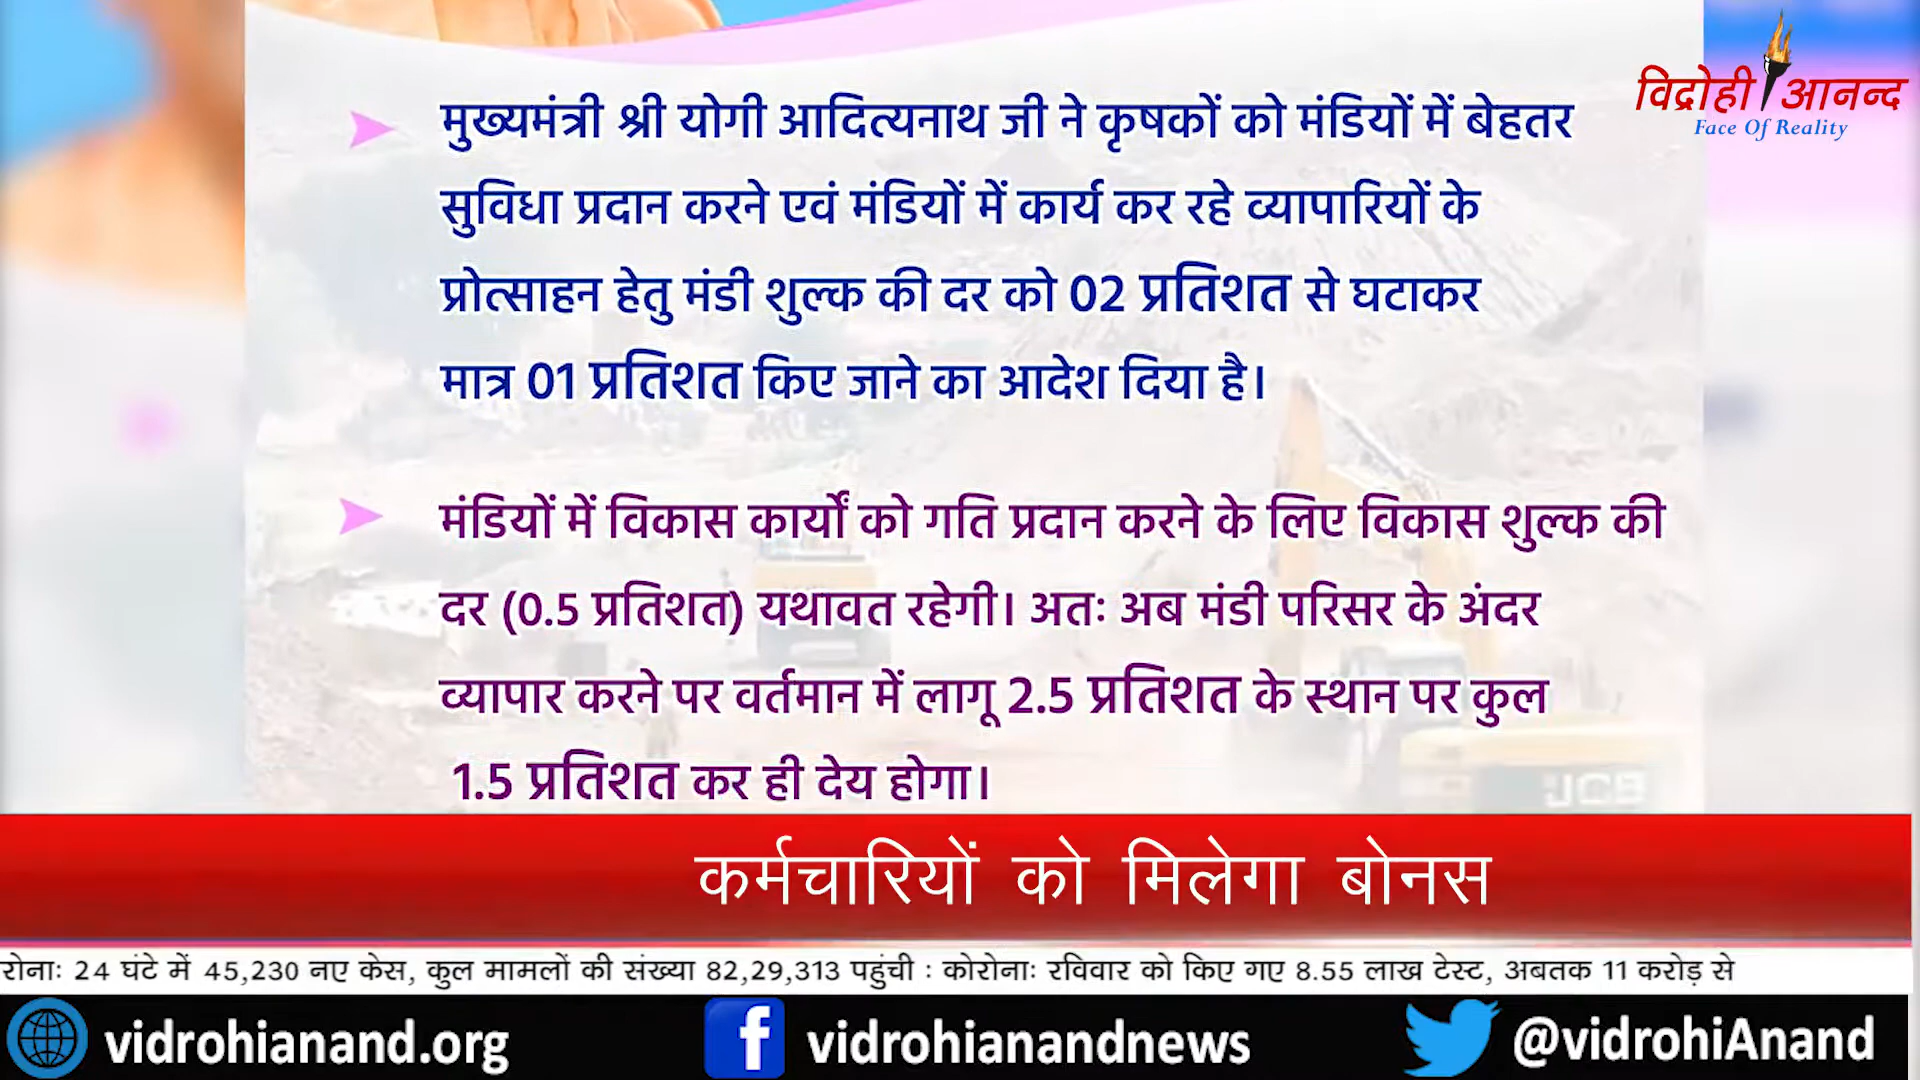 विद्रोही आनन्द
Face Of Reality
मुख्यमंत्री श्री योगी आदित्यनाथ जी ने कृषकों को मंडियों में बेहतर
सुविधा प्रदान करने एवं मंडियों में कार्य कर रहे व्यापारियों के
प्रोत्साहन हेतु मंडी शुल्क की दर को 02 प्रतिशत से घटाकर
मात्र 01 प्रतिशत किए जाने का आदेश दिया है।
मंडियों में विकास कार्यों को गति प्रदान करने के लिए विकास शुल्क की
दर (0.5 प्रतिशत) यथावत रहेगी। अतः अब मंडी परिसर के अंदर
व्यापार करने पर वर्तमान में लागू 2.5 प्रतिशत के स्थान पर कुल
1.5 प्रतिशत कर ही देय होगा।
JCB
कर्मचारियों को मिलेगा बोनस
रोनाः 24 घंटे में 45,230 नए केस, कुल मामलों की संख्या 82,29,313 पहुंची : कोरोनाः रविवार को किए गए 8.55 लाख टेस्ट, अबतक 11 करोड़ से
vidrohianand.org
vidrohianandnews
@vidrohiAnand